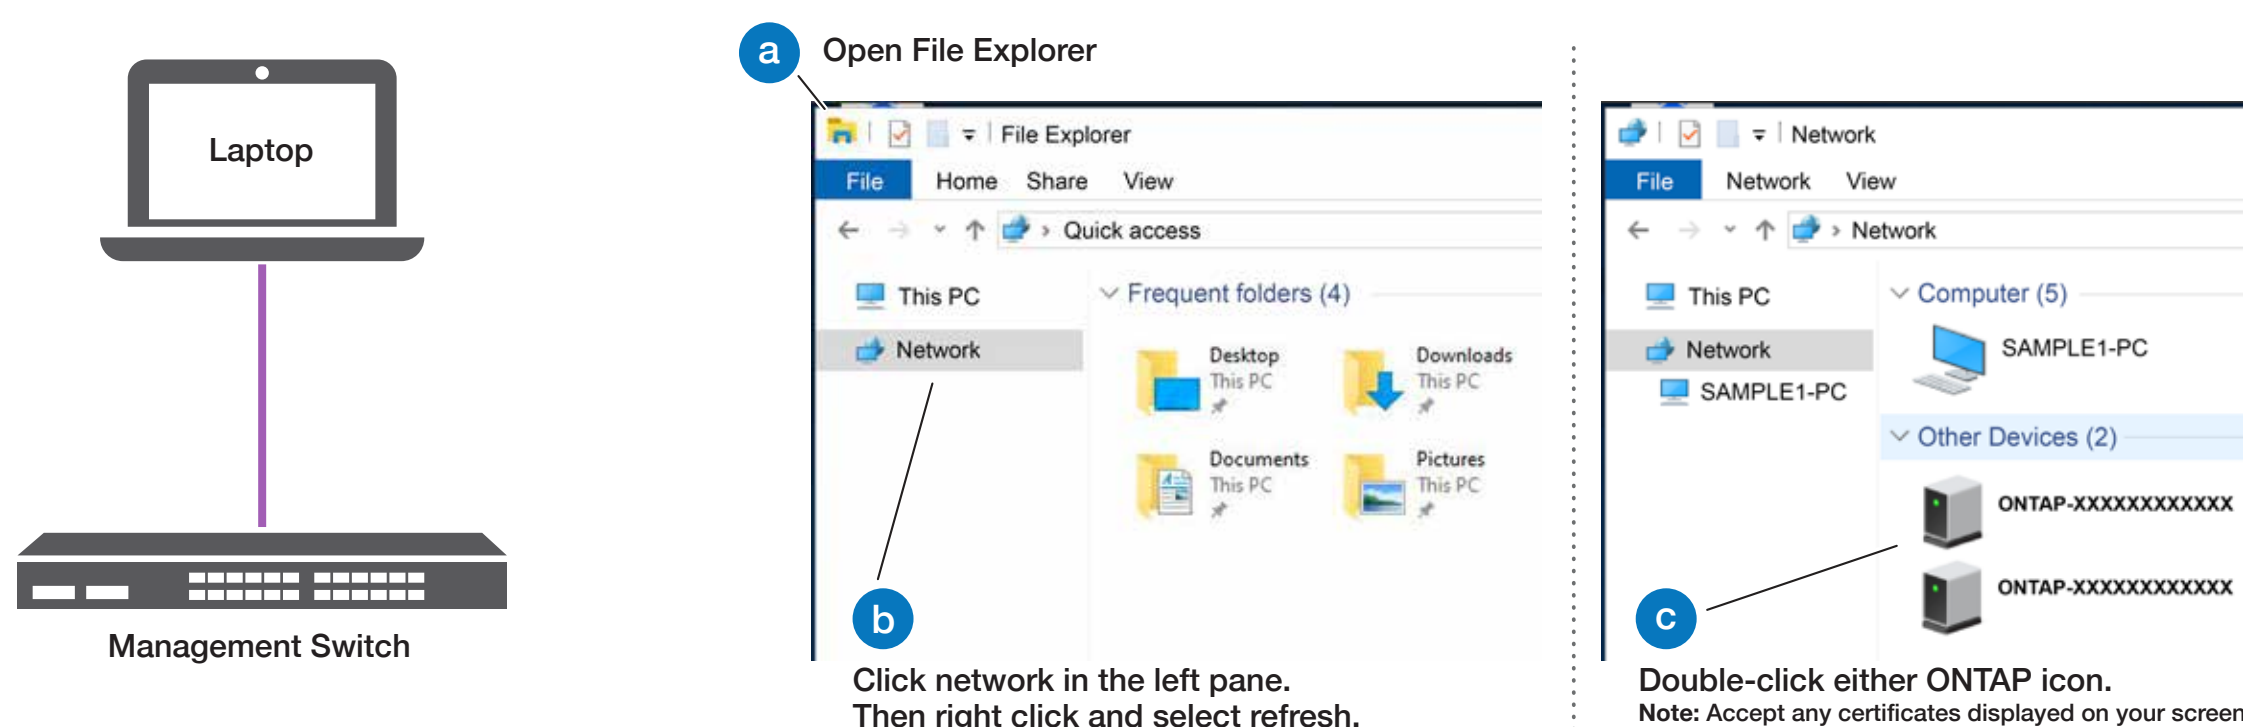 Laptop
Management Switch
a Open File Explorer
File Explorer
File Home Share View
Quick access
This PC
Network
Frequent folders (4)
Desktop
This PC
Downloads
This PC
Documents
This PC
Pictures
This PC
b
Click network in the left pane.
Then right click and select refresh.
Network
File Network View
Network
This PC
Network
SAMPLE1-PC
Computer (5)
SAMPLE1-PC
Other Devices (2)
ONTAP-XXXXXXXXXXXX
ONTAP-XXXXXXXXXXXX
c
Double-click either ONTAP icon.
Note: Accept any certificates displayed on your screen